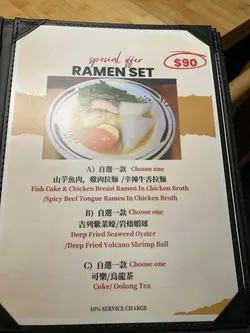 special offer
RAMEN SET
$90
A) 自選一款 Choose one
山芋魚肉, 雞肉拉麵 /辛辣牛舌拉麵
Fish Cake & Chicken Breast Ramen In Chicken Broth
/Spicy Beef Tongue Ramen In Chicken Broth
B) 自選一款 Choose one
吉列紫菜蠔/岩熔蝦球
Deep Fried Seaweed Oyster
/Deep Fried Volcano Shrimp Ball
C) 自選一款 Choose one
可樂/烏龍茶
Coke/ Oolong Tea
10% SERVICE CHARGE